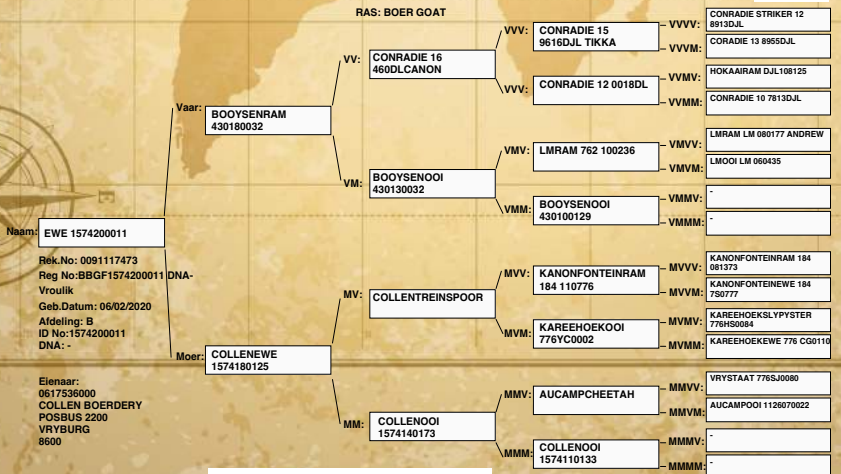 RAS: BOER GOAT
Naam:
EWE 1574200011
Rek.No: 0091117473
Reg No:BBGF1574200011 DNA-
Vroulik
Geb.Datum: 06/02/2020
Afdeling: B
ID No:1574200011
DNA: -
Eienaar:
0617536000
COLLEN BOERDERY
POSBUS 2200
VRYBURG
8600
Vaar:
BOOYSENRAM
430180032
Moer:
COLLENEWE
1574180125
VV:
CONRADIE 16
460DLCANON
VM:
BOOYSENOOI
430130032
MV:
COLLENTREINSPOOR
MM:
COLLENOOI
1574140173
VVV:
CONRADIE 15
9616DJL TIKKA
VVV:
CONRADIE 12 0018DL
VMV:
LMRAM 762 100236
VMM:
BOOYSENOOI
430100129
MVV:
KANONFONTEINRAM
184 110776
MVM:
KAREEHOEKOOI
776YC0002
MMV:
AUCAMPCHEETAH
MMM:
COLLENOOI
1574110133
VVVV:
CONRADIE STRIKER 12
8913DJL
VVVM:
CORADIE 13 8955DJL
VVMV:
HOKAAIRAM DJL108125
VVMM:
CONRADIE 10 7813DJL
VMVV:
LMRAM LM 080177 ANDREW
VMVM:
LMOOI LM 060435
VMMV:
-
VMMM:
-
MVVV:
KANONFONTEINRAM 184
081373
MVVM:
KANONFONTEINEWE 184
7S0777
MVMV:
KAREEHOEKSLYPYSTER
776HS0084
MVMM:
KAREEHOEKEWE 776 CG0110
MMVV:
VRYSTAAT 776SJ0080
MMVM:
AUCAMPOOI 1126070022
MMMV:
-
MMMM:
-